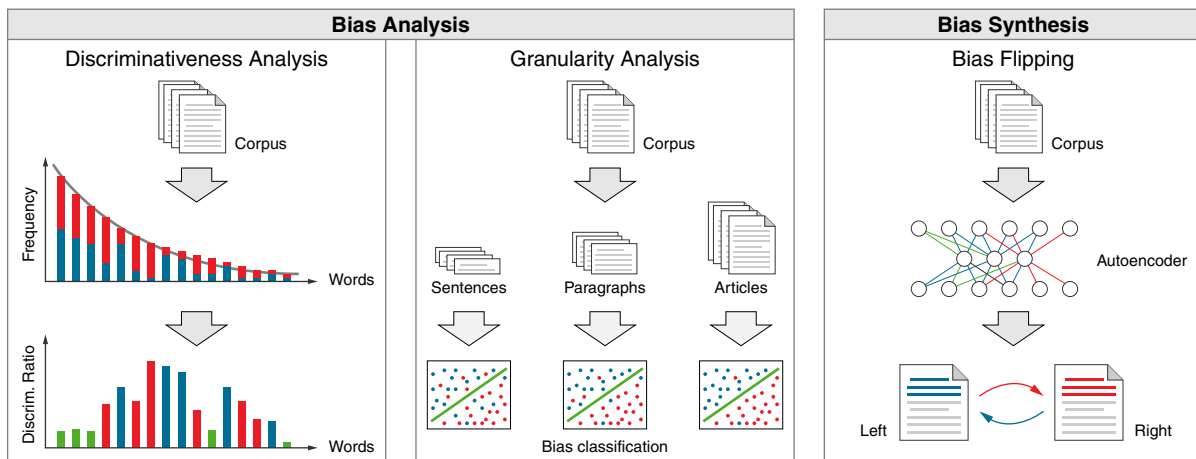 Bias Analysis
Discriminativeness Analysis
Corpus
Frequency
Words
Discrim. Ratio
Words
Granularity Analysis
Corpus
Sentences
Paragraphs
Articles
Bias classification
Bias Synthesis
Bias Flipping
Corpus
Autoencoder
Left
Right